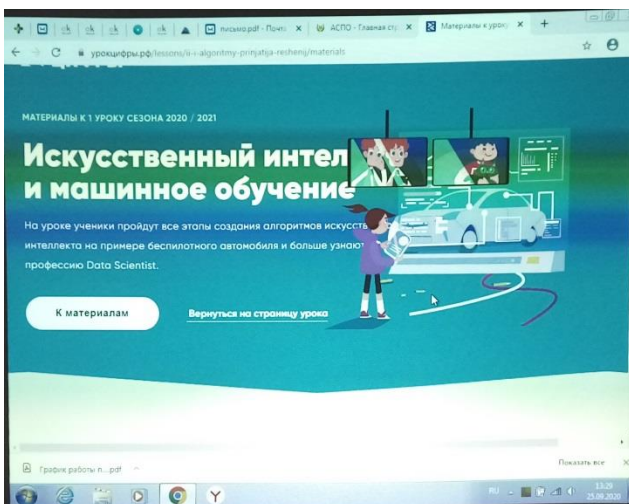 письмо.pdf - Почта
АСПО - Главная стр
Материалы к уроку
урокцифры.рф/lessons/ii-i-algoritmy-prinjatija-reshenij/materials
МАТЕРИАЛЫ К 1 УРОКУ СЕЗОНА 2020 / 2021
Искусственный интел
и машинное обучение
На уроке ученики пройдут все этапы создания алгоритмов искусств
интеллекта на примере беспилотного автомобиля и больше узнают
профессию Data Scientist.
К материалам
Вернуться на страницу урока
График работы п....pdf
Показать все
RU
13:29
25.09.2020